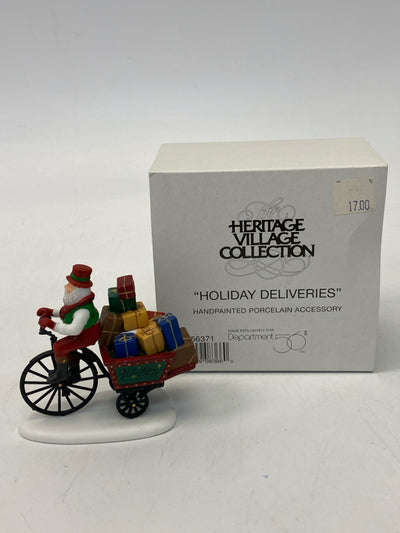 17.00
The
HERITAGE
VILLAGE
COLLECTION
"HOLIDAY DELIVERIES"
HANDPAINTED PORCELAIN ACCESSORY
56371
MADE EXCLUSIVELY FOR
Department 56